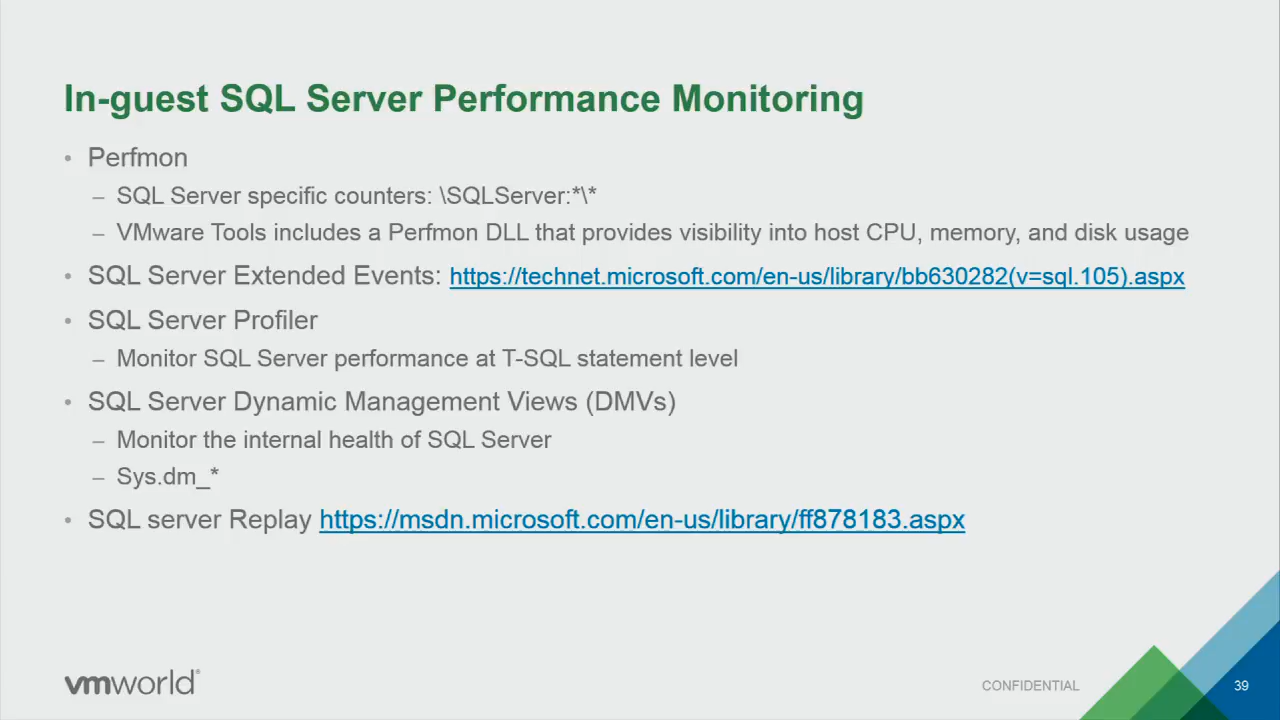 In-guest SQL Server Performance Monitoring
• Perfmon
– SQL Server specific counters: \SQLServer:*\*
– VMware Tools includes a Perfmon DLL that provides visibility into host CPU, memory, and disk usage
• SQL Server Extended Events: https://technet.microsoft.com/en-us/library/bb630282(v=sql.105).aspx
• SQL Server Profiler
– Monitor SQL Server performance at T-SQL statement level
• SQL Server Dynamic Management Views (DMVs)
– Monitor the internal health of SQL Server
– Sys.dm_*
• SQL server Replay https://msdn.microsoft.com/en-us/library/ff878183.aspx
vmworld®
CONFIDENTIAL
39